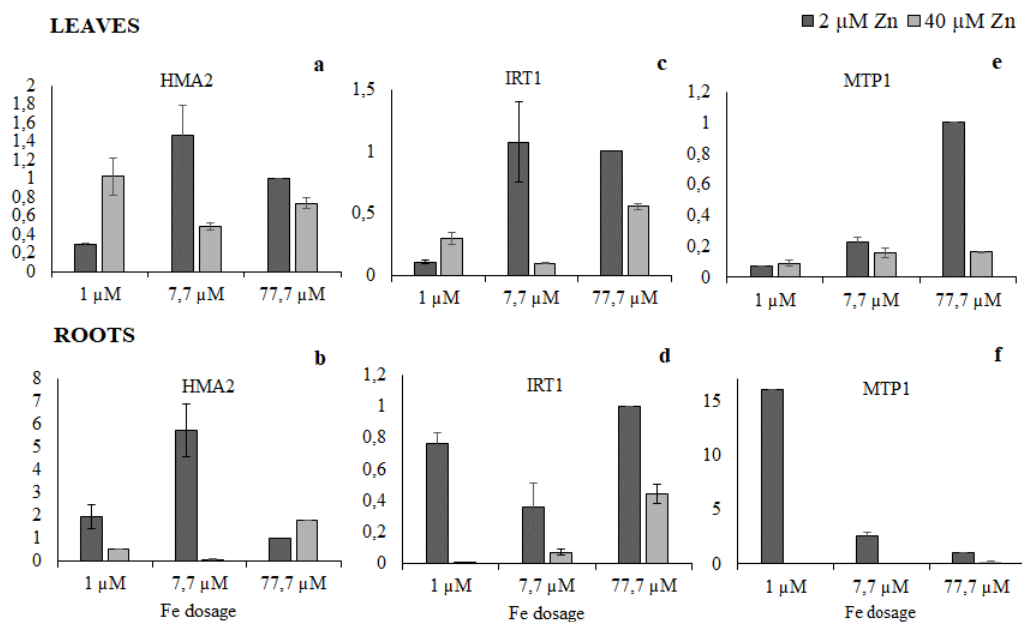 2 µM Zn 40 µM Zn
LEAVES
a
HMA2
2
1,8
1,6
1,4
1,2
1
0,8
0,6
0,4
0,2
0
1 µM 7,7 µM 77,7 µM
c
IRT1
1,5
1
0,5
0
1 µM 7,7 µM 77,7 µM
e
MTP1
1,2
1
0,8
0,6
0,4
0,2
0
1 µM 7,7 µM 77,7 µM
ROOTS
b
HMA2
8
7
6
5
4
3
2
1
0
1 µM 7,7 µM 77,7 µM
Fe dosage
d
IRT1
1,2
1
0,8
0,6
0,4
0,2
0
1 µM 7,7 µM 77,7 µM
Fe dosage
f
MTP1
15
10
5
0
1 µM 7,7 µM 77,7 µM
Fe dosage